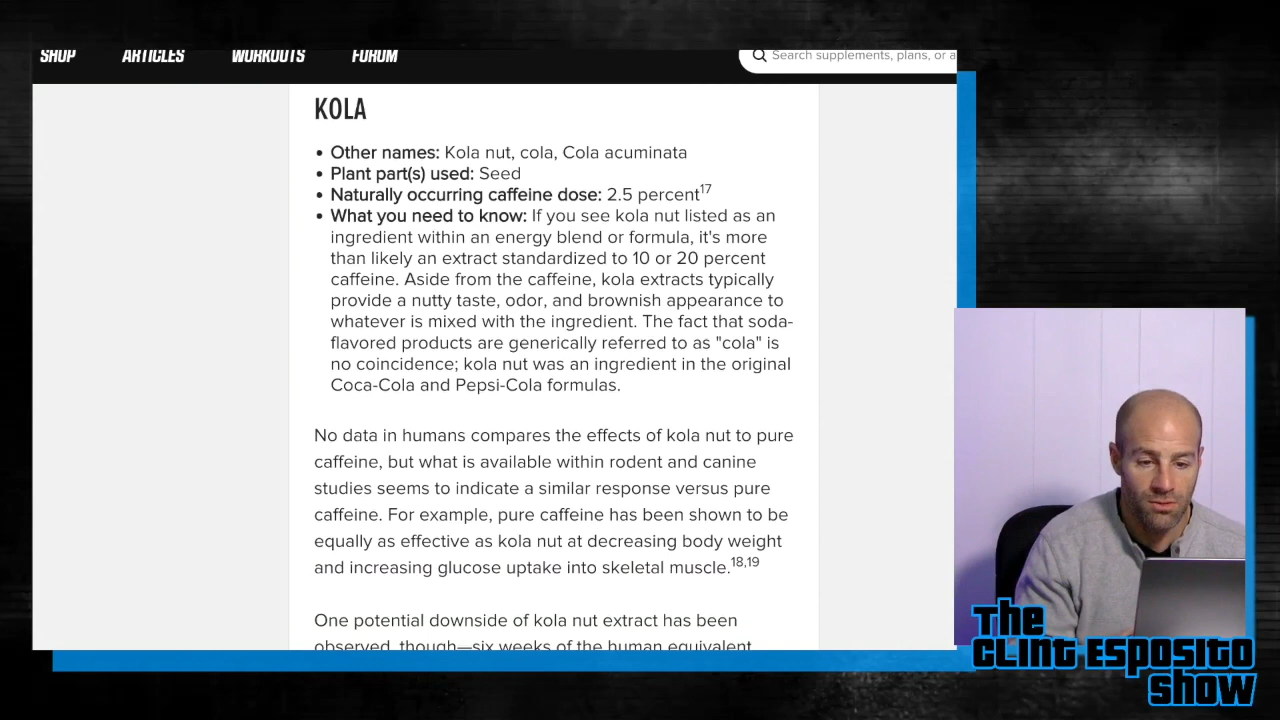 SHOP ARTICLES WORKOUTS FORUM
Search supplements, plans, or a
KOLA
• Other names: Kola nut, cola, Cola acuminata
• Plant part(s) used: Seed
• Naturally occurring caffeine dose: 2.5 percent17
• What you need to know: If you see kola nut listed as an
ingredient within an energy blend or formula, it's more
than likely an extract standardized to 10 or 20 percent
caffeine. Aside from the caffeine, kola extracts typically
provide a nutty taste, odor, and brownish appearance to
whatever is mixed with the ingredient. The fact that soda-
flavored products are generically referred to as "cola" is
no coincidence; kola nut was an ingredient in the original
Coca-Cola and Pepsi-Cola formulas.
No data in humans compares the effects of kola nut to pure
caffeine, but what is available within rodent and canine
studies seems to indicate a similar response versus pure
caffeine. For example, pure caffeine has been shown to be
equally as effective as kola nut at decreasing body weight
and increasing glucose uptake into skeletal muscle.18,19
One potential downside of kola nut extract has been
observed, though—six weeks of the human equivalent
The
CLINT ESPOSITO
SHOW